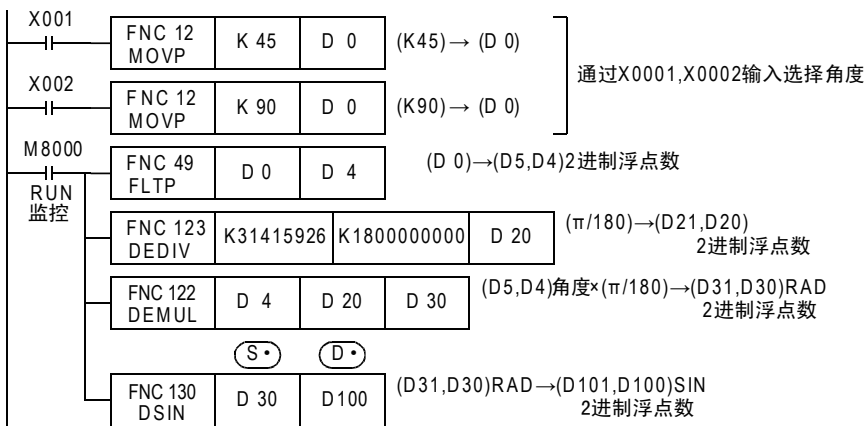 X001
FNC 12
MOVP
K 45
D 0
(K45)→ (D 0)
通过X0001,X0002输入选择角度
X002
FNC 12
MOVP
K 90
D 0
(K90)→ (D 0)
M8000
RUN
监控
FNC 49
FLTP
D 0
D 4
(D 0)→(D5,D4)2进制浮点数
FNC 123
DEDIV
K31415926
K1800000000
D 20
(π/180)→(D21,D20)
2进制浮点数
FNC 122
DEMUL
D 4
D 20
D 30
(D5,D4)角度×(π/180)→(D31,D30)RAD
2进制浮点数
S•
D•
FNC 130
DSIN
D 30
D100
(D31,D30)RAD→(D101,D100)SIN
2进制浮点数